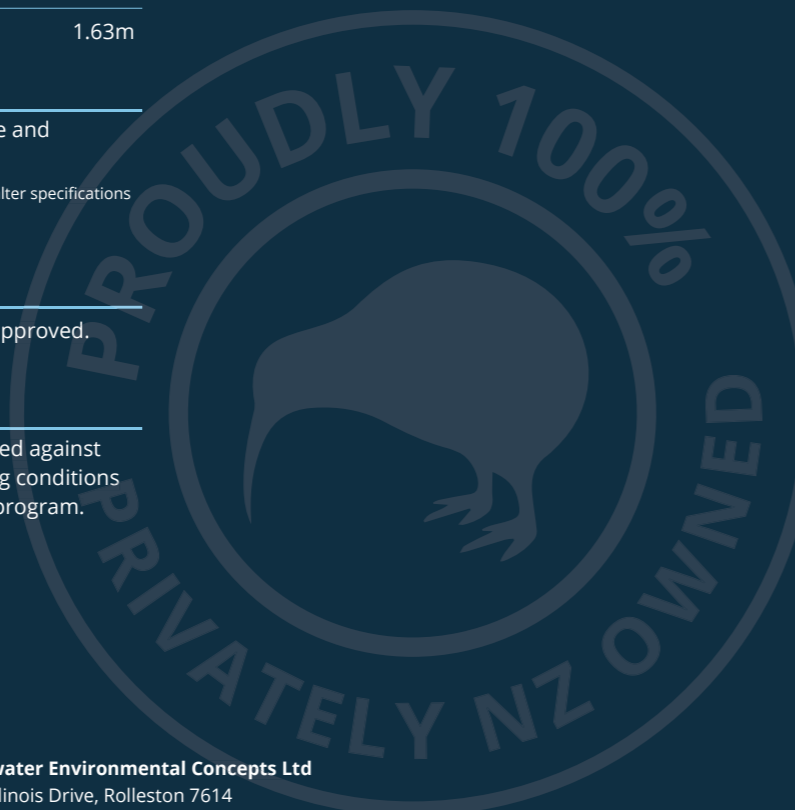 1.63m
e and
lter specifications
pproved.
ed against
g conditions
program.
PROUDLY 100%
PRIVATELY NZ OWNED
water Environmental Concepts Ltd
linois Drive, Rolleston 7614